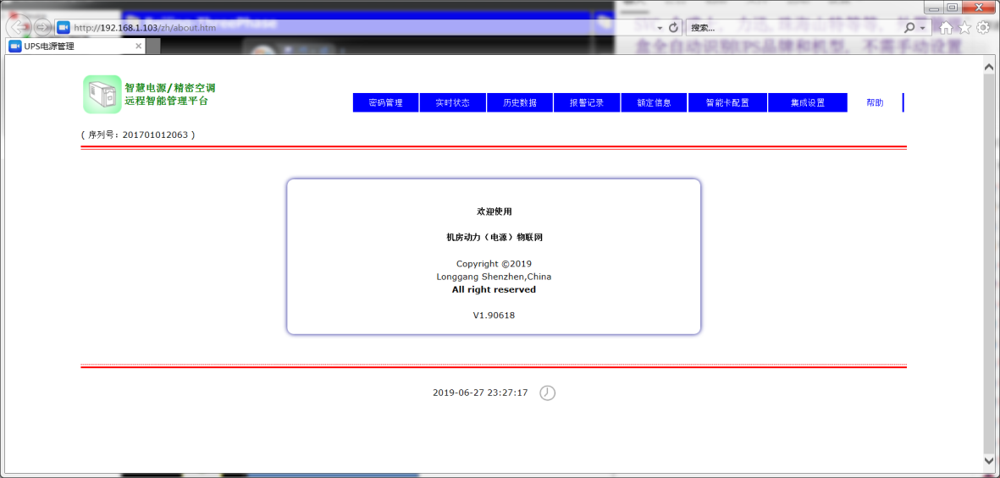 http://192.168.1.103/zh/about.htm
搜索...
UPS电源管理
智慧电源/精密空调
远程智能管理平台
密码管理 实时状态 历史数据 报警记录 额定信息 智能卡配置 集成设置 帮助
( 序列号：201701012063 )
欢迎使用
机房动力（电源）物联网
Copyright ©2019
Longgang Shenzhen,China
All right reserved
V1.90618
2019-06-27 23:27:17